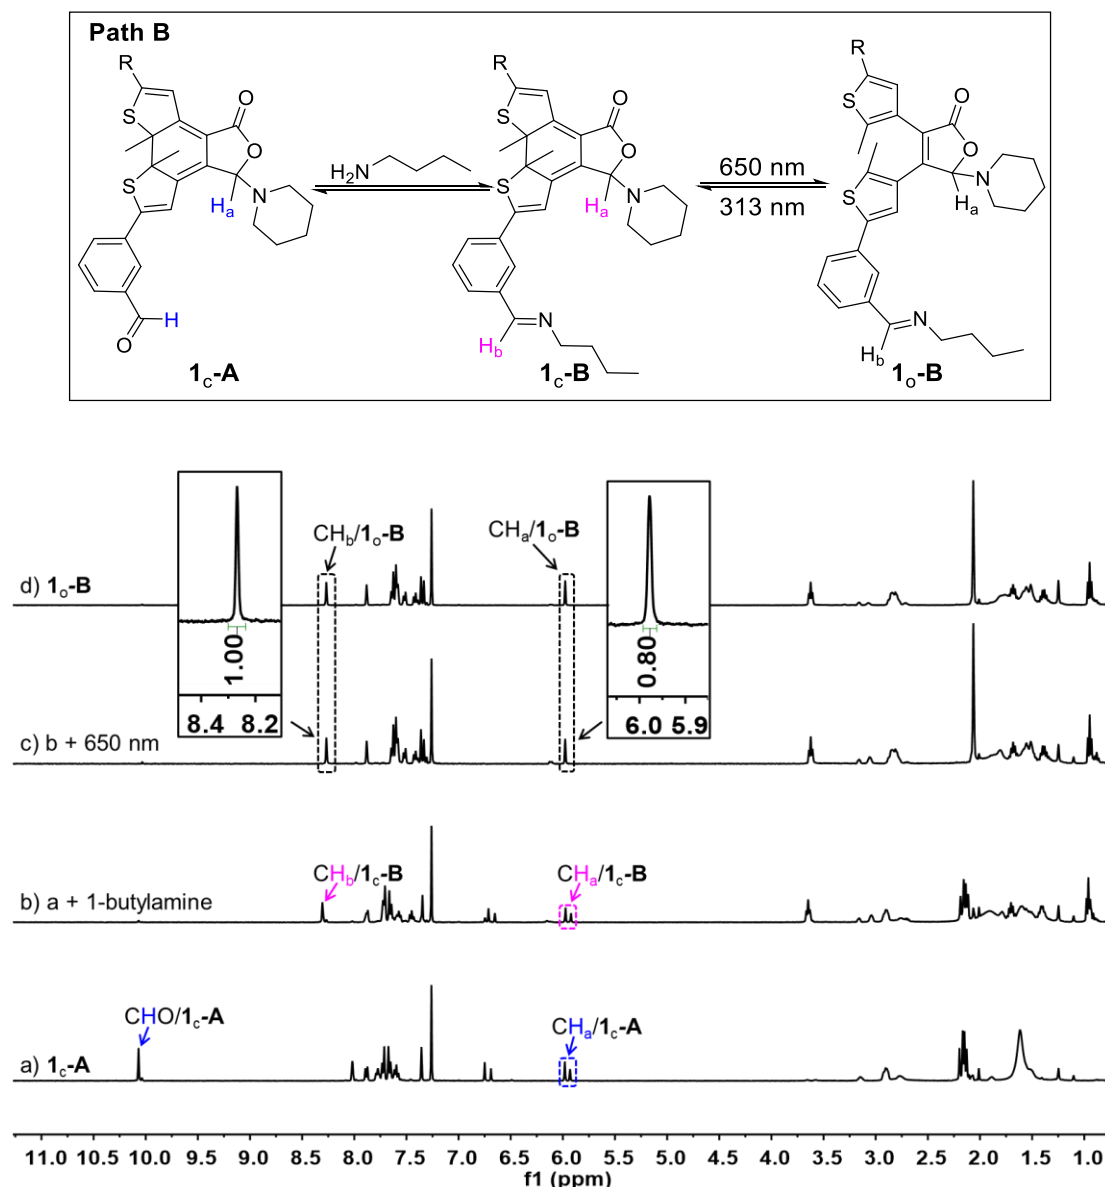 Path B
R
S
O
O
S
N
Ha
H
O
1c-A
H2N
R
S
O
O
S
N
Ha
N
Hb
1c-B
650 nm
313 nm
R
S
O
O
S
N
Ha
N
Hb
1o-B
CHb/1o-B
CHa/1o-B
d) 1o-B
1.00
8.4 8.2
0.80
6.0 5.9
c) b + 650 nm
CHb/1c-B
CHa/1c-B
b) a + 1-butylamine
CHO/1c-A
CHa/1c-A
a) 1c-A
11.0 10.5 10.0 9.5 9.0 8.5 8.0 7.5 7.0 6.5 6.0 5.5 5.0 4.5 4.0 3.5 3.0 2.5 2.0 1.5 1.0
f1 (ppm)